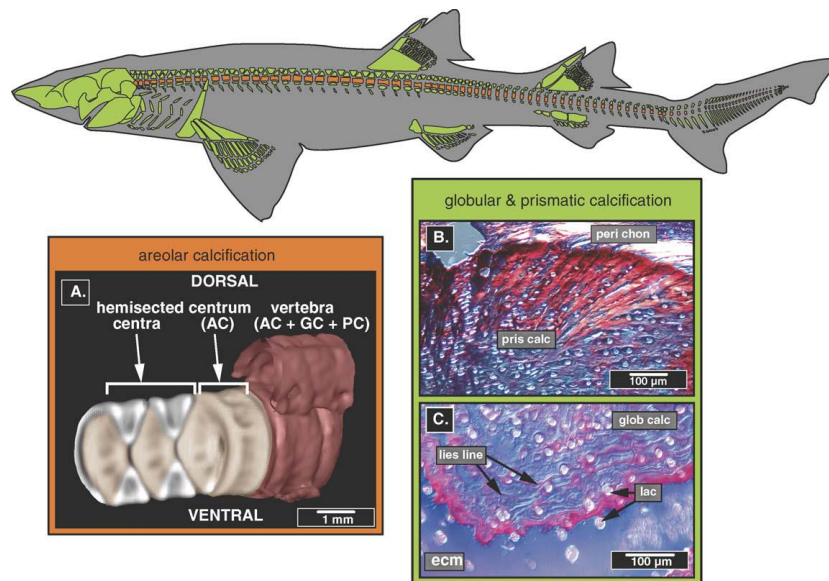 globular & prismatic calcification
B.
peri chon
pris calc
100 µm
C.
glob calc
lies line
lac
ecm
100 µm
areolar calcification
A.
DORSAL
hemisected centrum vertebra
centra (AC) (AC + GC + PC)
VENTRAL
1 mm